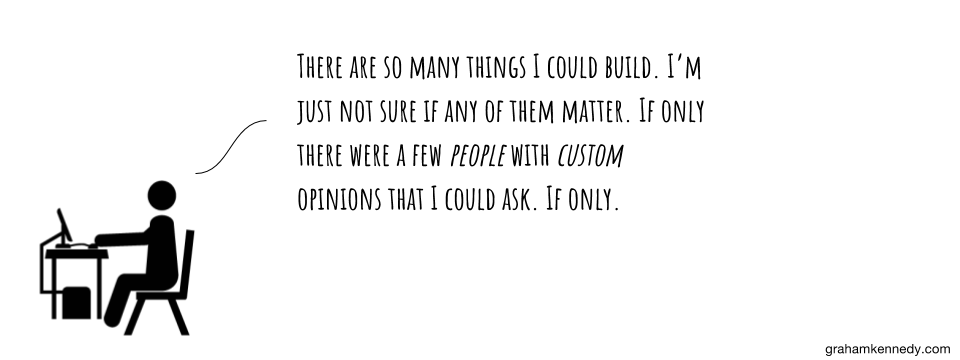 There are so many things I could build. I'm
just not sure if any of them matter. If only
there were a few people with custom
opinions that I could ask. If only.
grahamkennedy.com